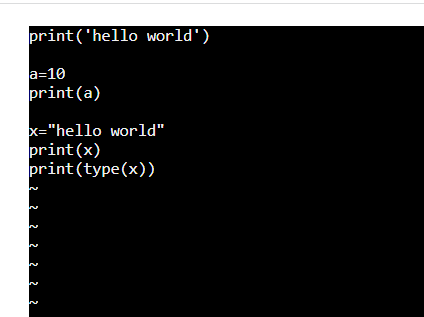 print('hello world')
a=10
print(a)
x="hello world"
print(x)
print(type(x))
~
~
~
~
~
~
~